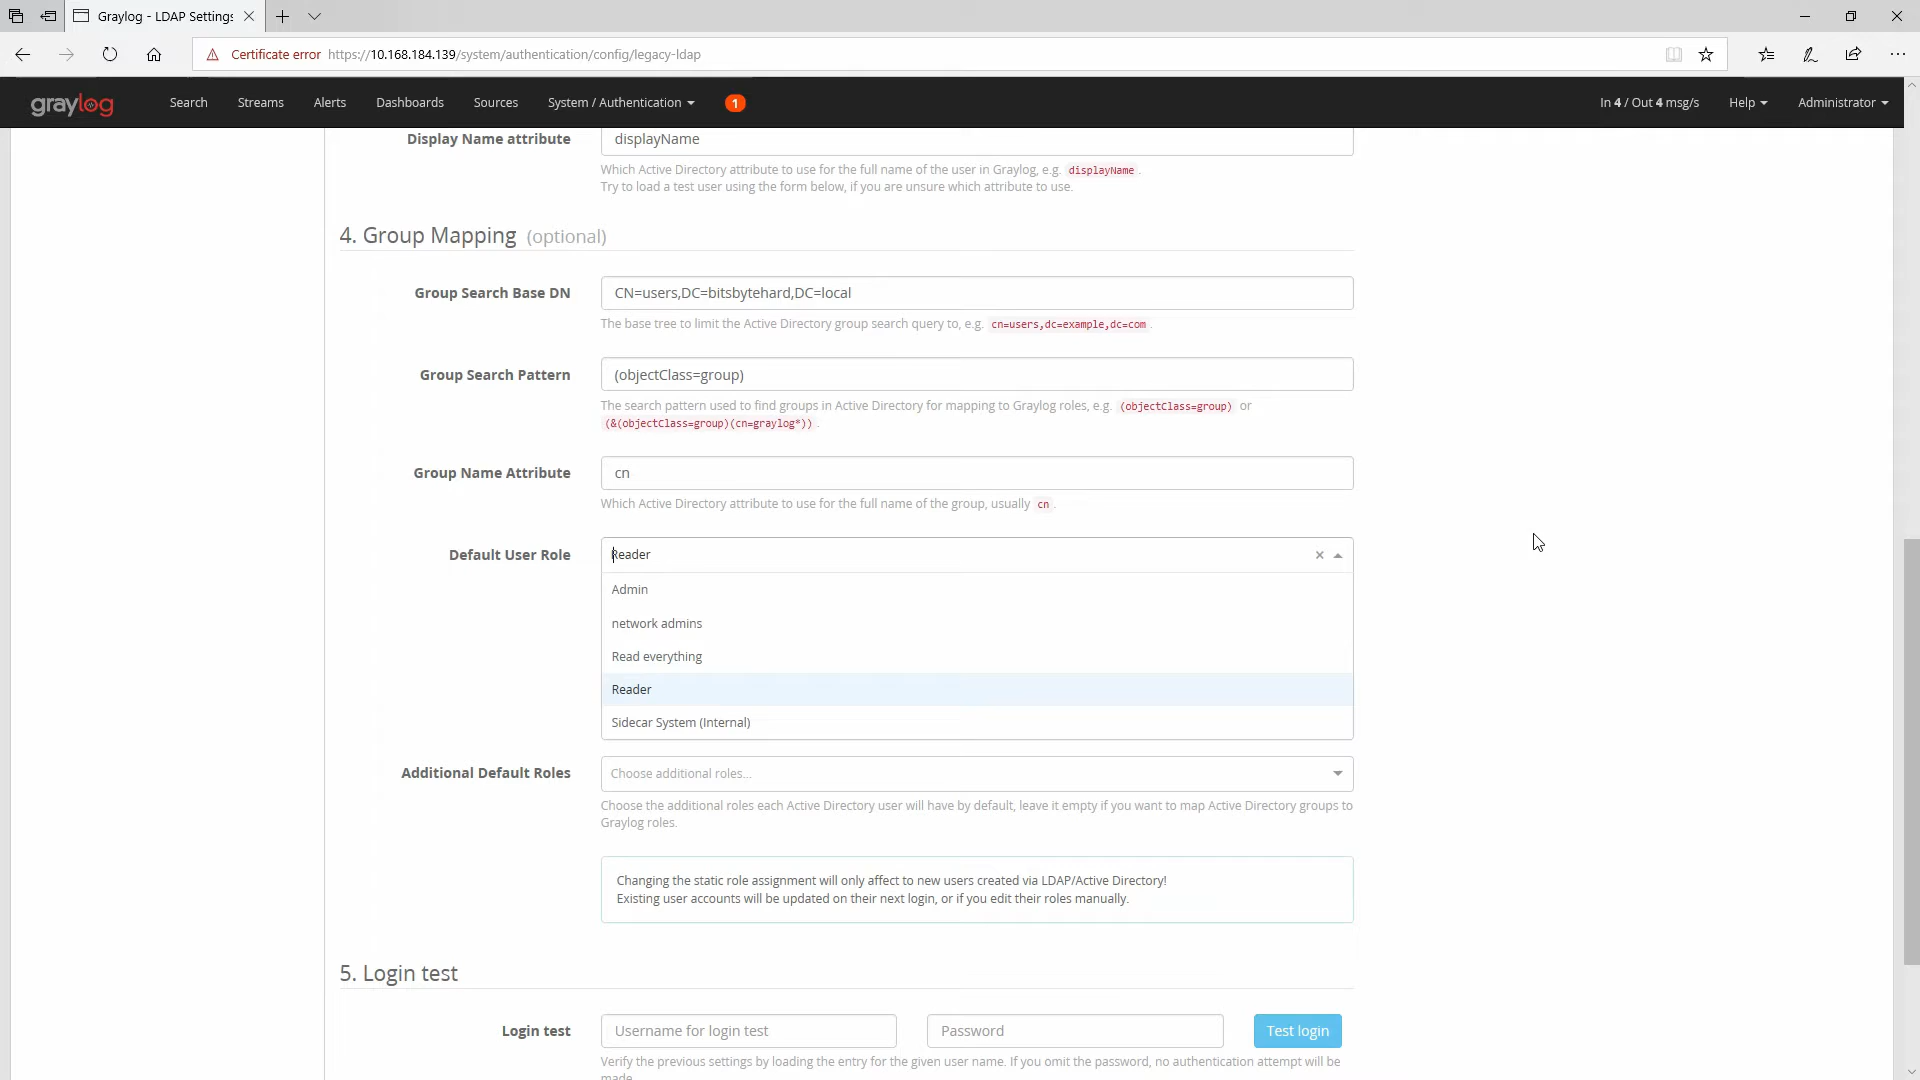 Graylog - LDAP Settings
Certificate error https://10.168.184.139/system/authentication/config/legacy-ldap
graylog Search Streams Alerts Dashboards Sources System / Authentication 1 In 4 / Out 4 msg/s Help Administrator
Display Name attribute displayName
Which Active Directory attribute to use for the full name of the user in Graylog, e.g. displayName.
Try to load a test user using the form below, if you are unsure which attribute to use.
4. Group Mapping (optional)
Group Search Base DN CN=users,DC=bitsbytehard,DC=local
The base tree to limit the Active Directory group search query to, e.g. cn=users,dc=example,dc=com.
Group Search Pattern (objectClass=group)
The search pattern used to find groups in Active Directory for mapping to Graylog roles, e.g. (objectClass=group) or
(&(objectClass=group)(cn=graylog*)).
Group Name Attribute cn
Which Active Directory attribute to use for the full name of the group, usually cn.
Default User Role Reader
Admin
network admins
Read everything
Reader
Sidecar System (Internal)
Additional Default Roles Choose additional roles...
Choose the additional roles each Active Directory user will have by default, leave it empty if you want to map Active Directory groups to
Graylog roles.
Changing the static role assignment will only affect to new users created via LDAP/Active Directory!
Existing user accounts will be updated on their next login, or if you edit their roles manually.
5. Login test
Login test Username for login test Password Test login
Verify the previous settings by loading the entry for the given user name. If you omit the password, no authentication attempt will be
made.